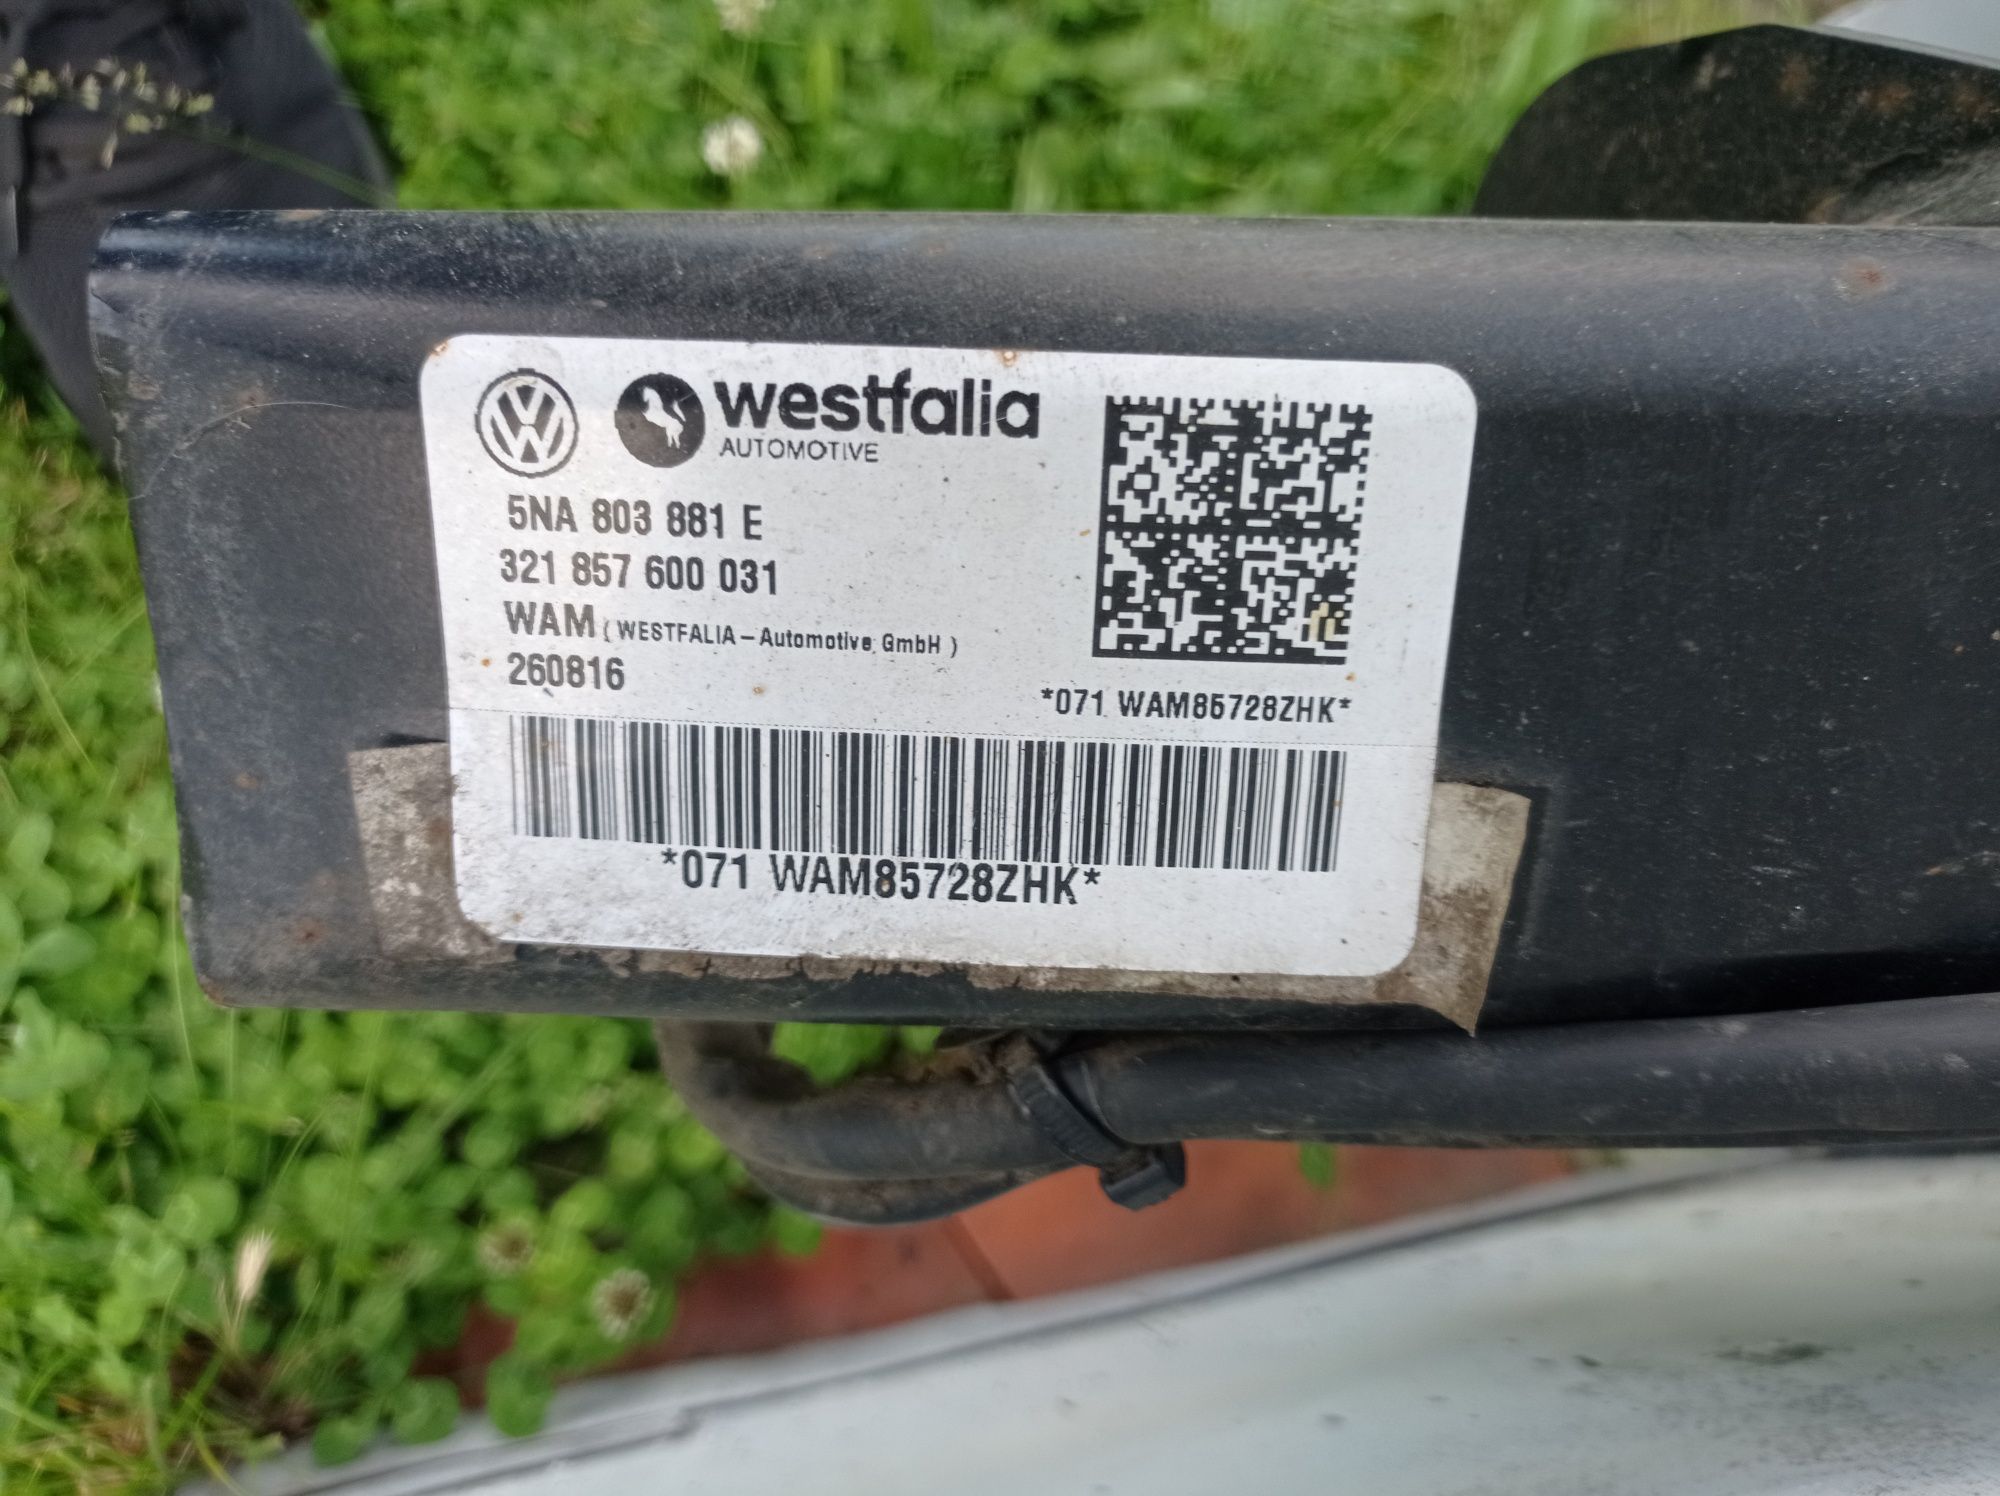 westfalia
AUTOMOTIVE
5NA 803 881 E
321 857 600 031
WAM ( WESTFALIA – Automotive GmbH )
260816
*071 WAM85728ZHK*
*071 WAM85728ZHK*